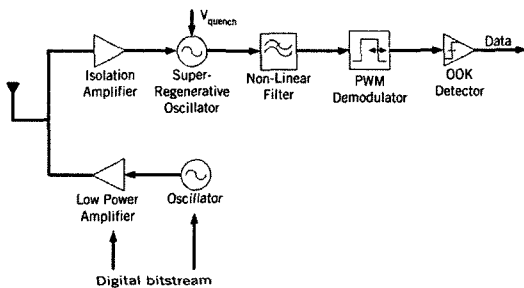 V quench
Data
Isolation
Amplifier
Super-
Regenerative
Oscillator
Non-Linear
Filter
PWM
Demodulator
OOK
Detector
Low Power
Amplifier
Oscillator
Digital bitstream